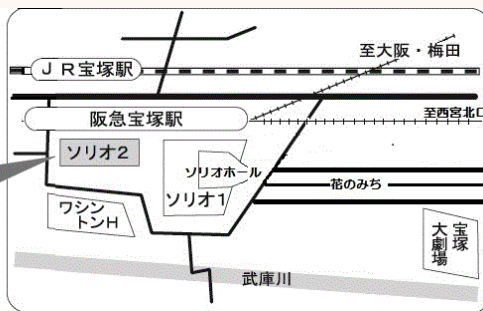 至大阪・梅田
JR宝塚駅
阪急宝塚駅
至西宮北口
ソリオ2
ソリオホール
ソリオ1
花のみち
ワシン
トンH
宝塚
大劇場
武庫川